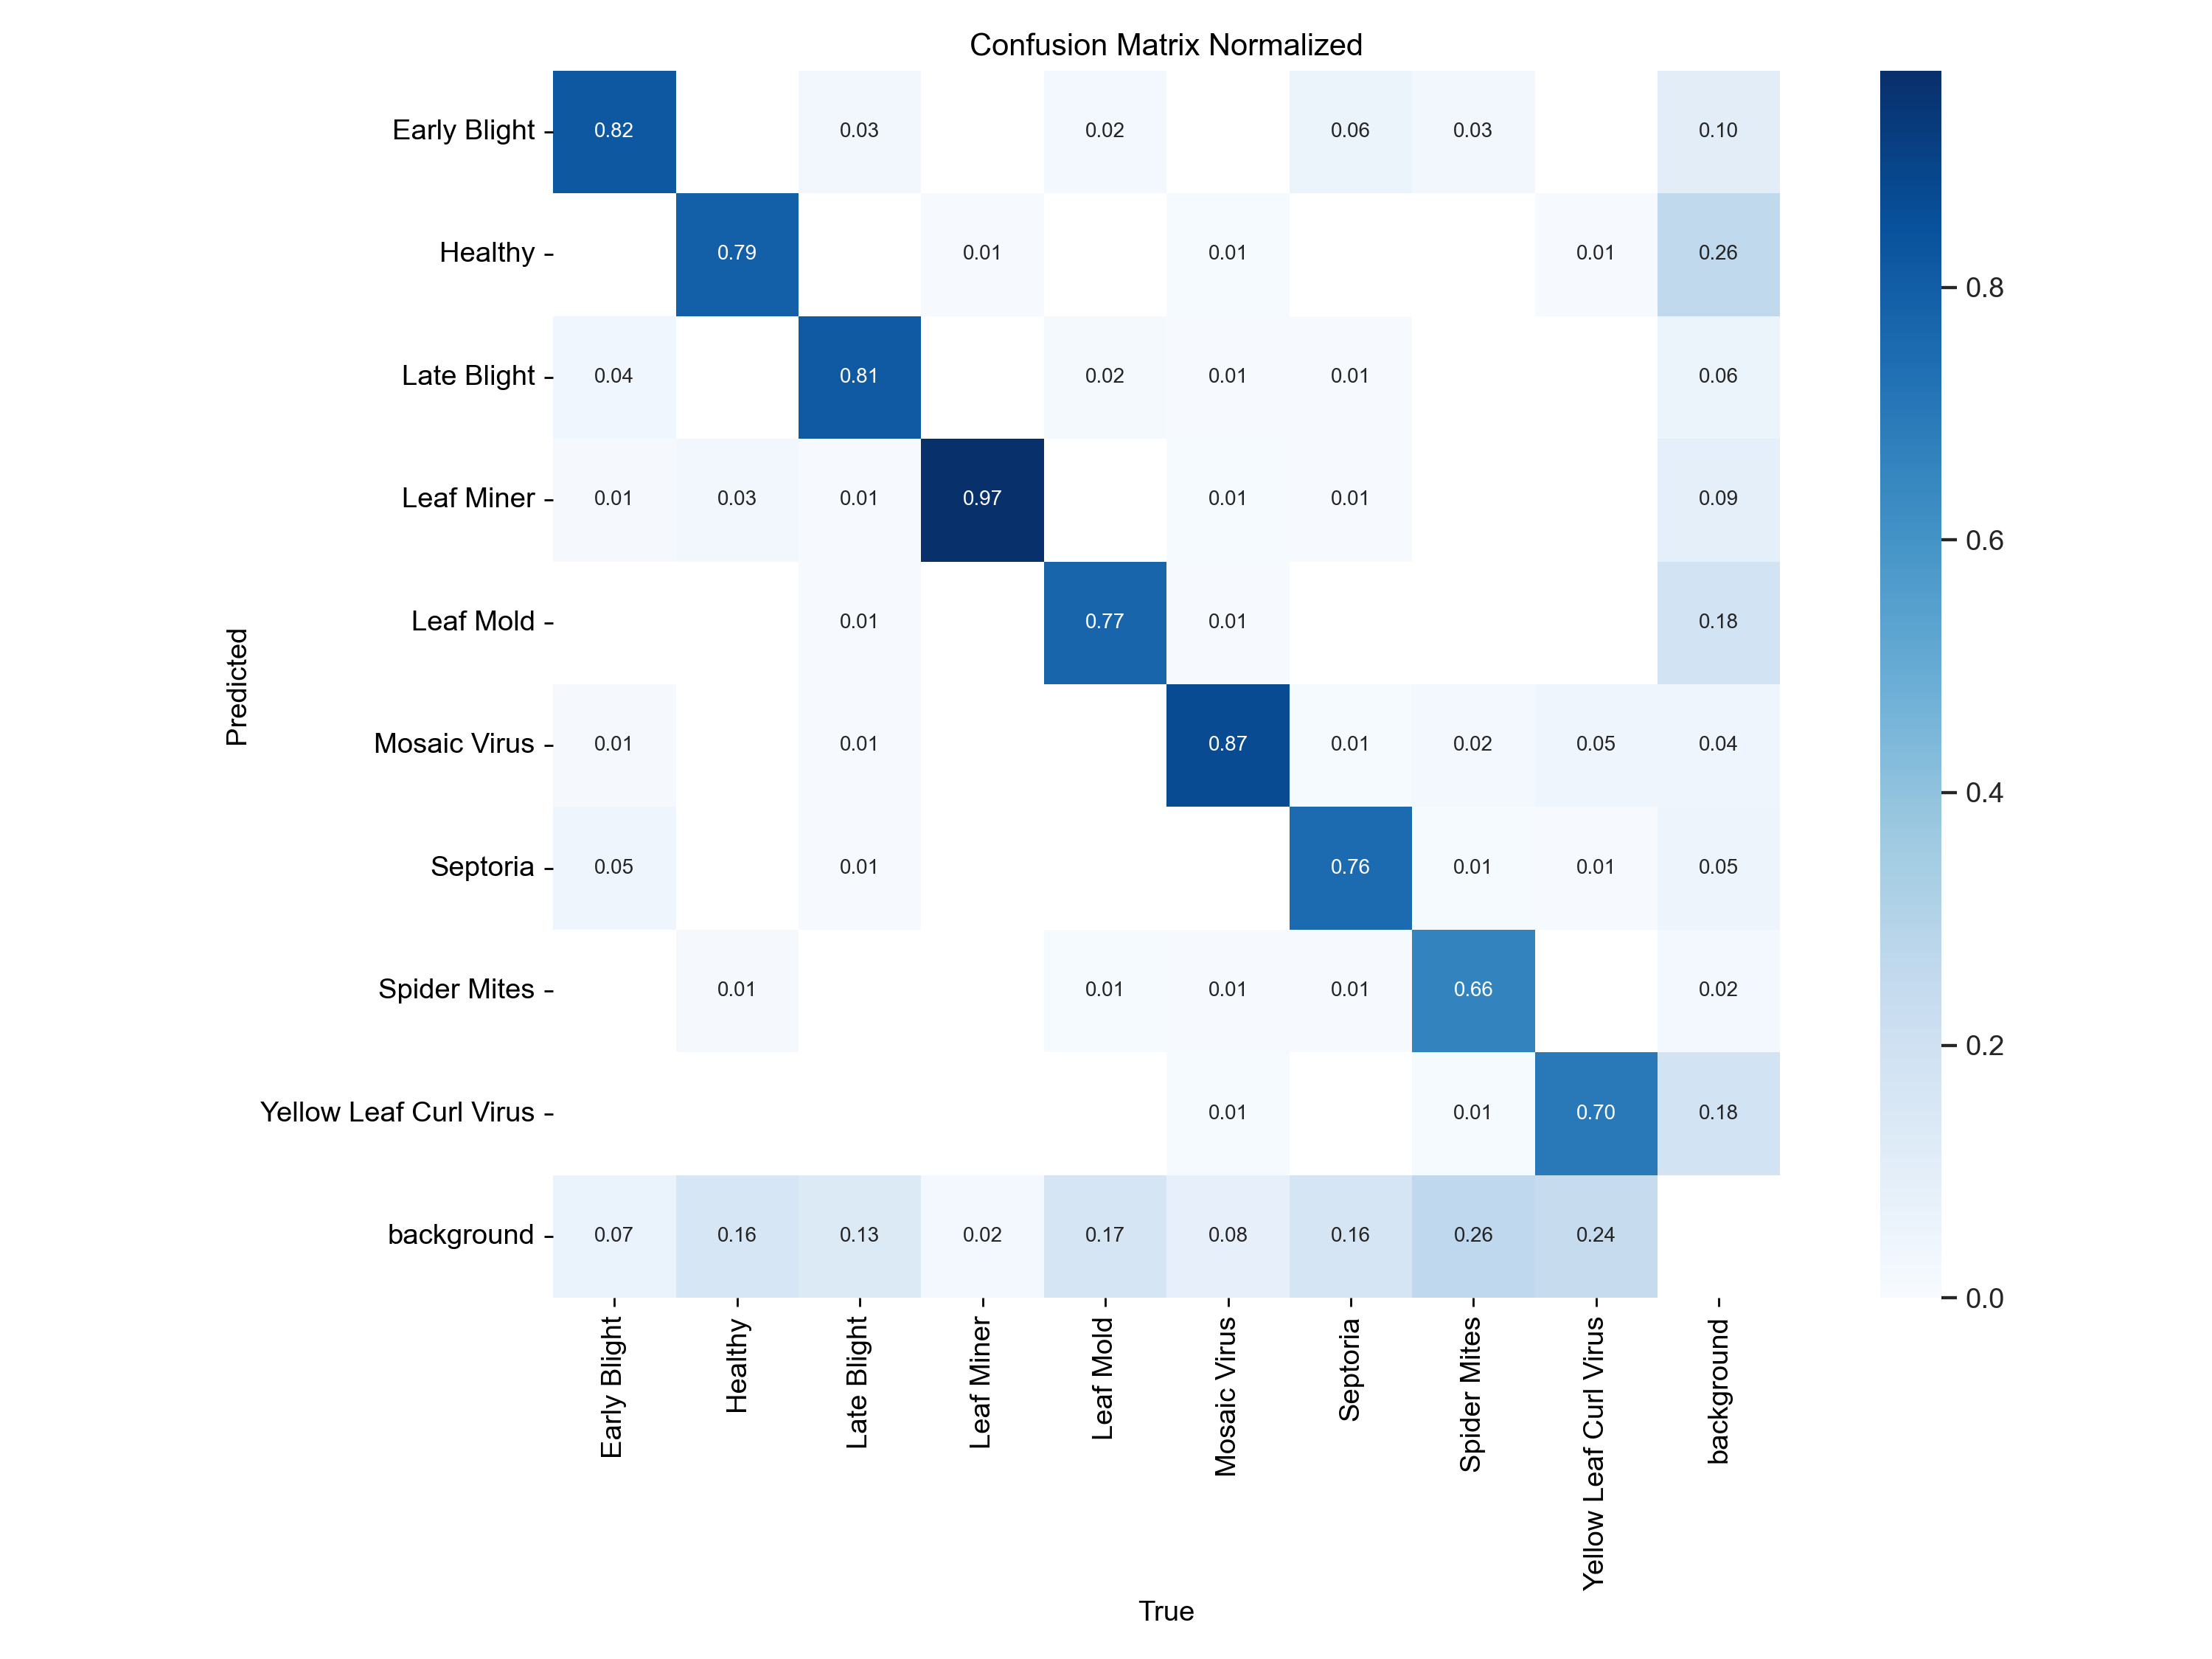 Confusion Matrix Normalized
Early Blight 0.82 0.03 0.02 0.06 0.03 0.10
Healthy 0.79 0.01 0.01 0.01 0.26
0.8
Late Blight 0.04 0.81 0.02 0.01 0.01 0.06
Leaf Miner 0.01 0.03 0.01 0.97 0.01 0.01 0.09
0.6
Leaf Mold 0.01 0.77 0.01 0.18
Predicted
Mosaic Virus 0.01 0.01 0.87 0.01 0.02 0.05 0.04
0.4
Septoria 0.05 0.01 0.76 0.01 0.01 0.05
Spider Mites 0.01 0.01 0.01 0.01 0.66 0.02
0.2
Yellow Leaf Curl Virus 0.01 0.01 0.70 0.18
background 0.07 0.16 0.13 0.02 0.17 0.08 0.16 0.26 0.24
0.0
Early Blight
Healthy
Late Blight
Leaf Miner
Leaf Mold
Mosaic Virus
Septoria
Spider Mites
Yellow Leaf Curl Virus
background
True